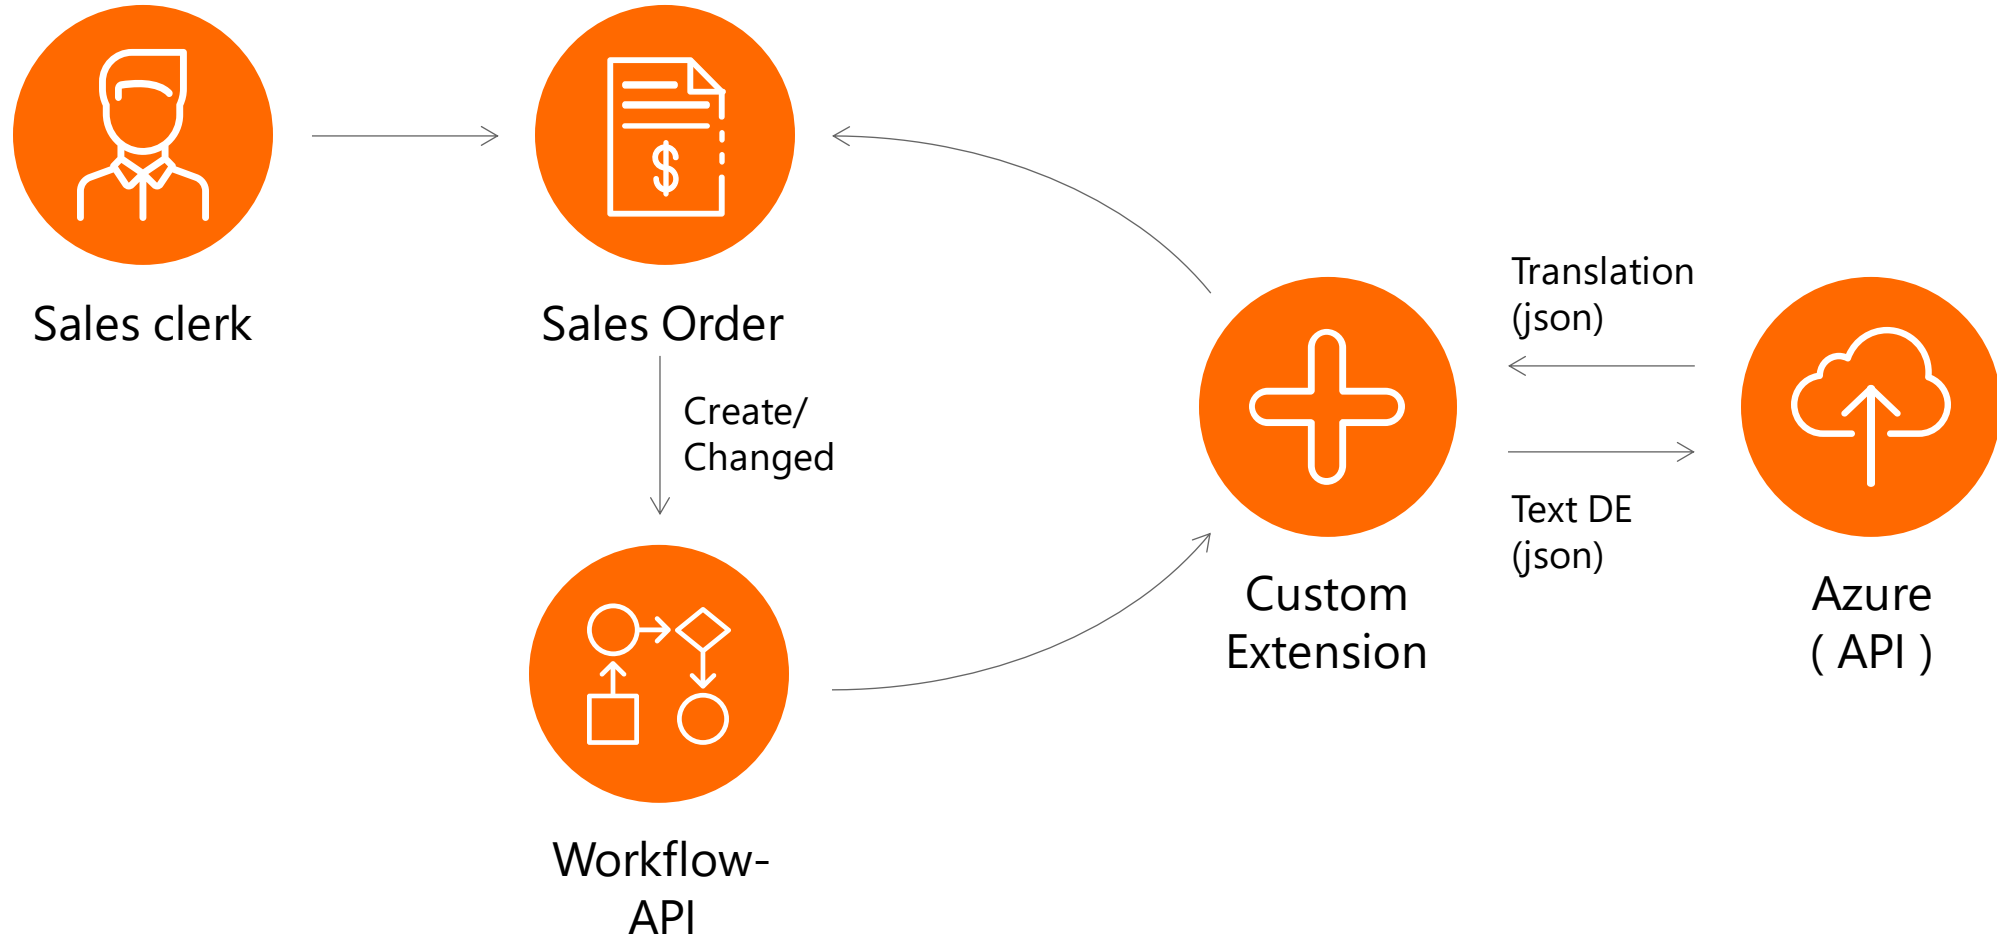 Sales clerk
Sales Order
Create/
Changed
Workflow-
API
Custom
Extension
Translation
(json)
Text DE
(json)
Azure
( API )